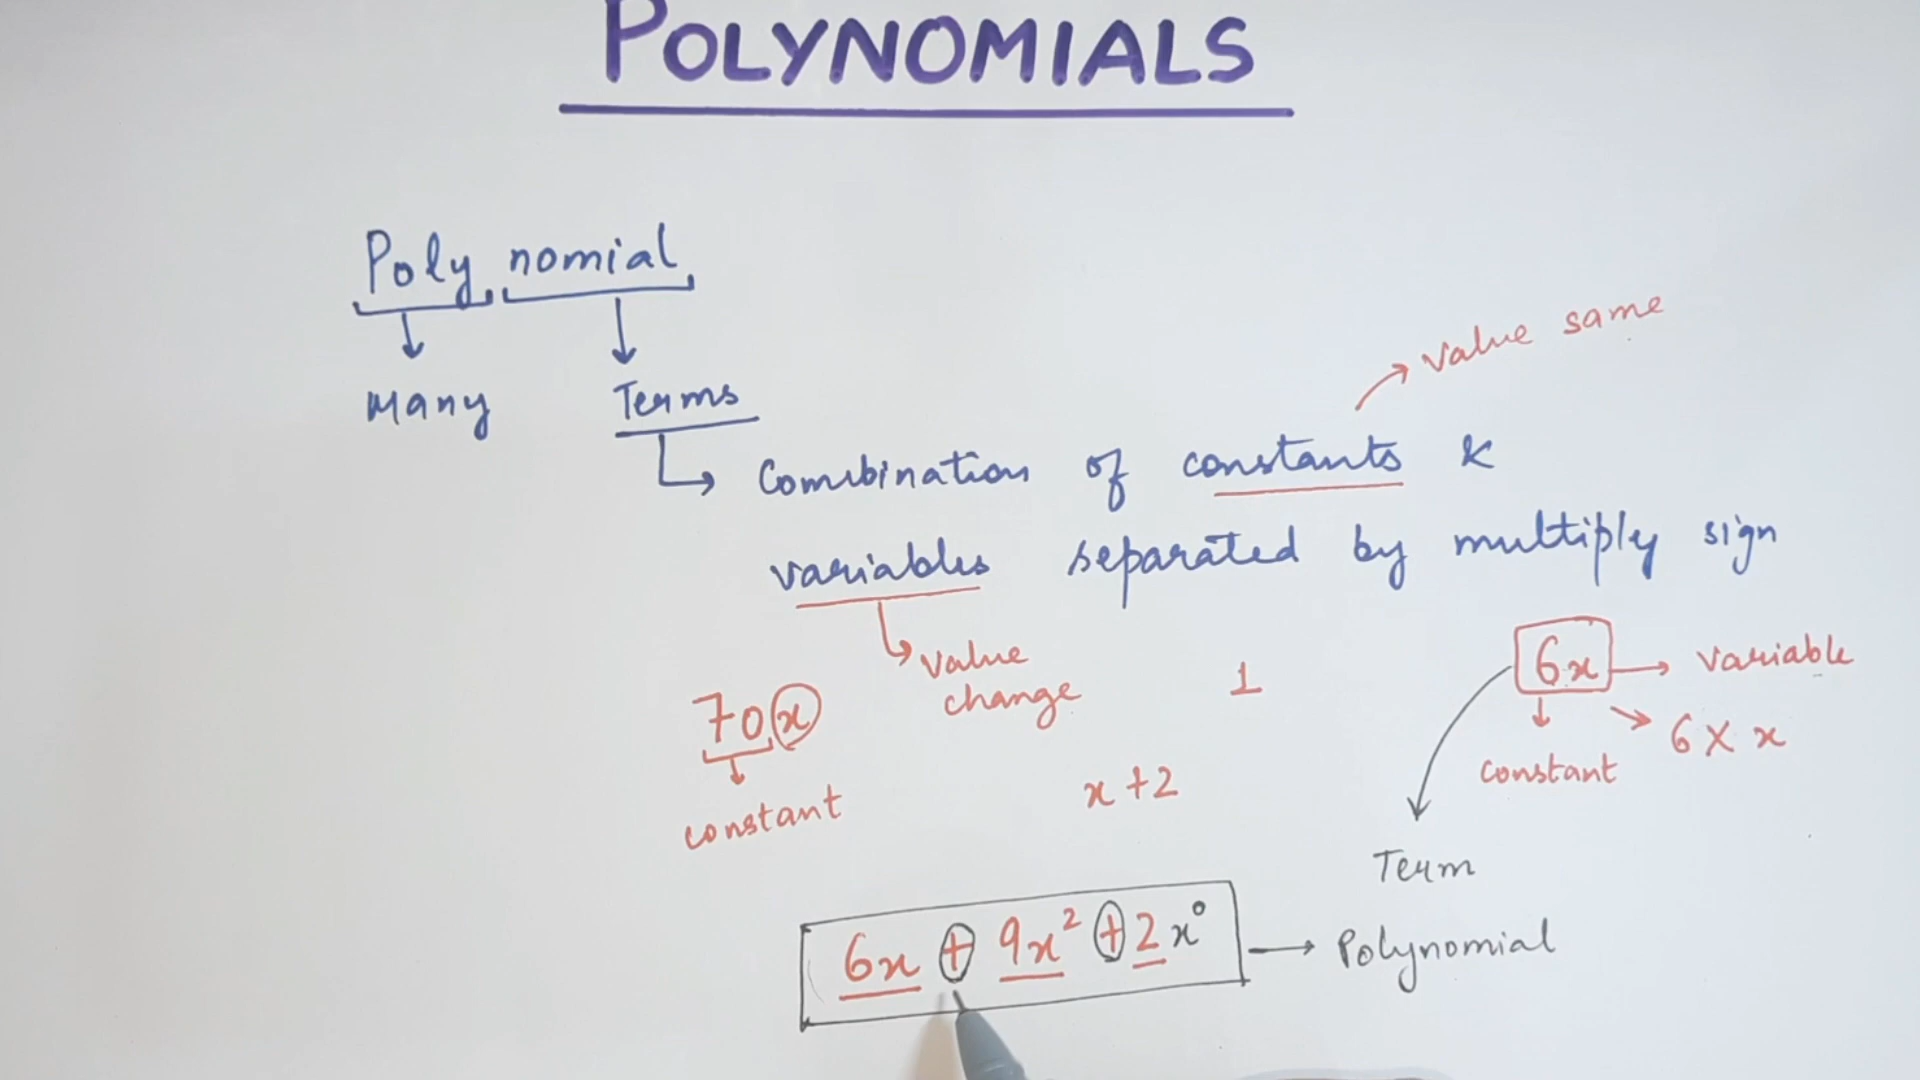 POLYNOMIALS
Poly nomial
Many Terms
value same
Combination of constants &
variables separated by multiply sign
value
change
70x
1
6x variable
6 X x
constant
constant
x + 2
Term
6x + 9x² + 2x⁰ Polynomial